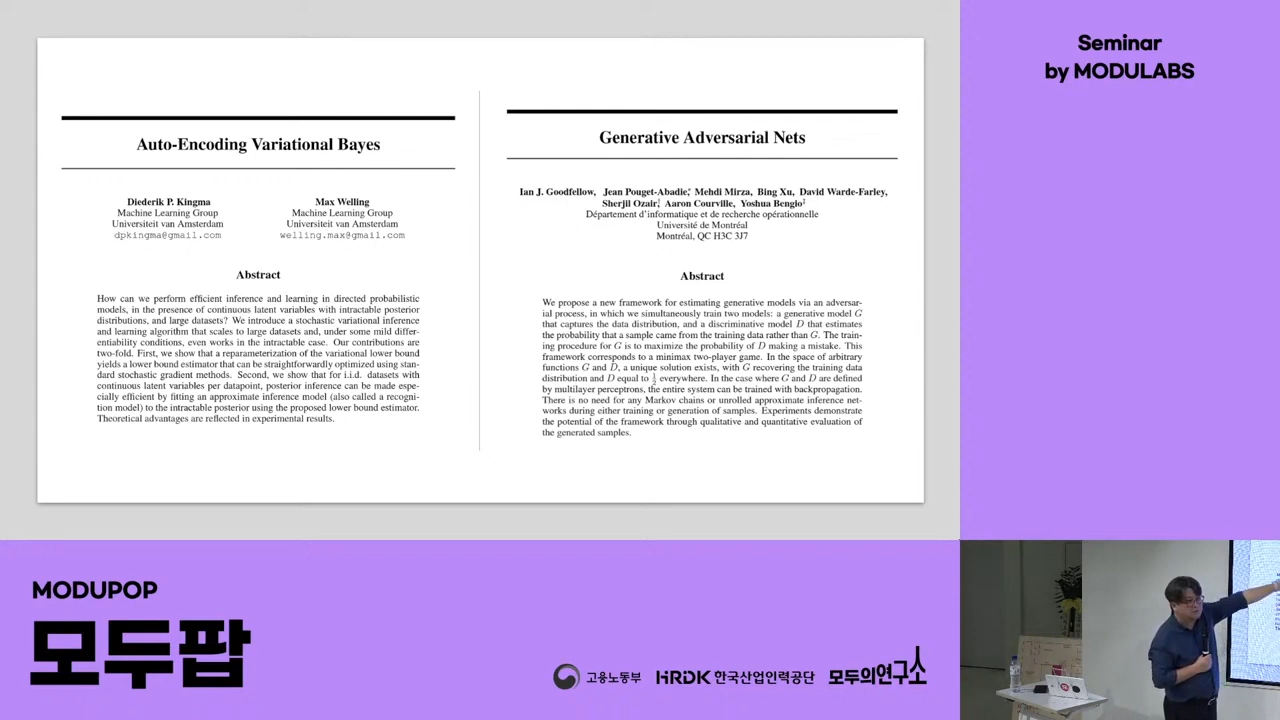 Auto-Encoding Variational Bayes
Diederik P. Kingma
Machine Learning Group
Universiteit van Amsterdam
dpkingma@gmail.com
Max Welling
Machine Learning Group
Universiteit van Amsterdam
welling.max@gmail.com
Abstract
How can we perform efficient inference and learning in directed probabilistic
models, in the presence of continuous latent variables with intractable posterior
distributions, and large datasets? We introduce a stochastic variational inference
and learning algorithm that scales to large datasets and, under some mild differ-
entiability conditions, even works in the intractable case. Our contributions are
two-fold. First, we show that a reparameterization of the variational lower bound
yields a lower bound estimator that can be straightforwardly optimized using stan-
dard stochastic gradient methods. Second, we show that for i.i.d. datasets with
continuous latent variables per datapoint, posterior inference can be made espe-
cially efficient by fitting an approximate inference model (also called a recogni-
tion model) to the intractable posterior using the proposed lower bound estimator.
Theoretical advantages are reflected in experimental results.
Generative Adversarial Nets
Ian J. Goodfellow, Jean Pouget-Abadie,* Mehdi Mirza, Bing Xu, David Warde-Farley,
Sherjil Ozair,† Aaron Courville, Yoshua Bengio‡
Département d'informatique et de recherche opérationnelle
Université de Montréal
Montréal, QC H3C 3J7
Abstract
We propose a new framework for estimating generative models via an adversar-
ial process, in which we simultaneously train two models: a generative model G
that captures the data distribution, and a discriminative model D that estimates
the probability that a sample came from the training data rather than G. The train-
ing procedure for G is to maximize the probability of D making a mistake. This
framework corresponds to a minimax two-player game. In the space of arbitrary
functions G and D, a unique solution exists, with G recovering the training data
distribution and D equal to 1/2 everywhere. In the case where G and D are defined
by multilayer perceptrons, the entire system can be trained with backpropagation.
There is no need for any Markov chains or unrolled approximate inference net-
works during either training or generation of samples. Experiments demonstrate
the potential of the framework through qualitative and quantitative evaluation of
the generated samples.
Seminar
by MODULABS
MODUPOP
모두팝
고용노동부
HRDK 한국산업인력공단
모두의연구소